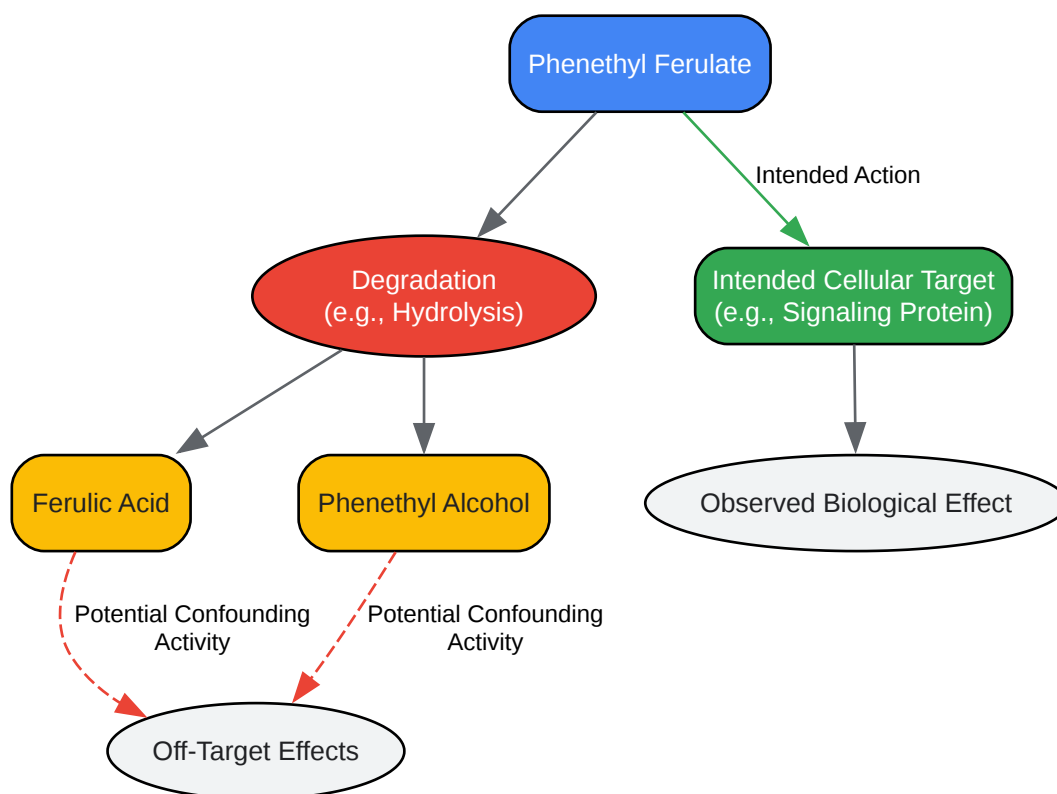 Phenethyl Ferulate
Intended Action
Degradation
(e.g., Hydrolysis)
Intended Cellular Target
(e.g., Signaling Protein)
Ferulic Acid
Phenethyl Alcohol
Observed Biological Effect
Potential Confounding
Activity
Potential Confounding
Activity
Off-Target Effects